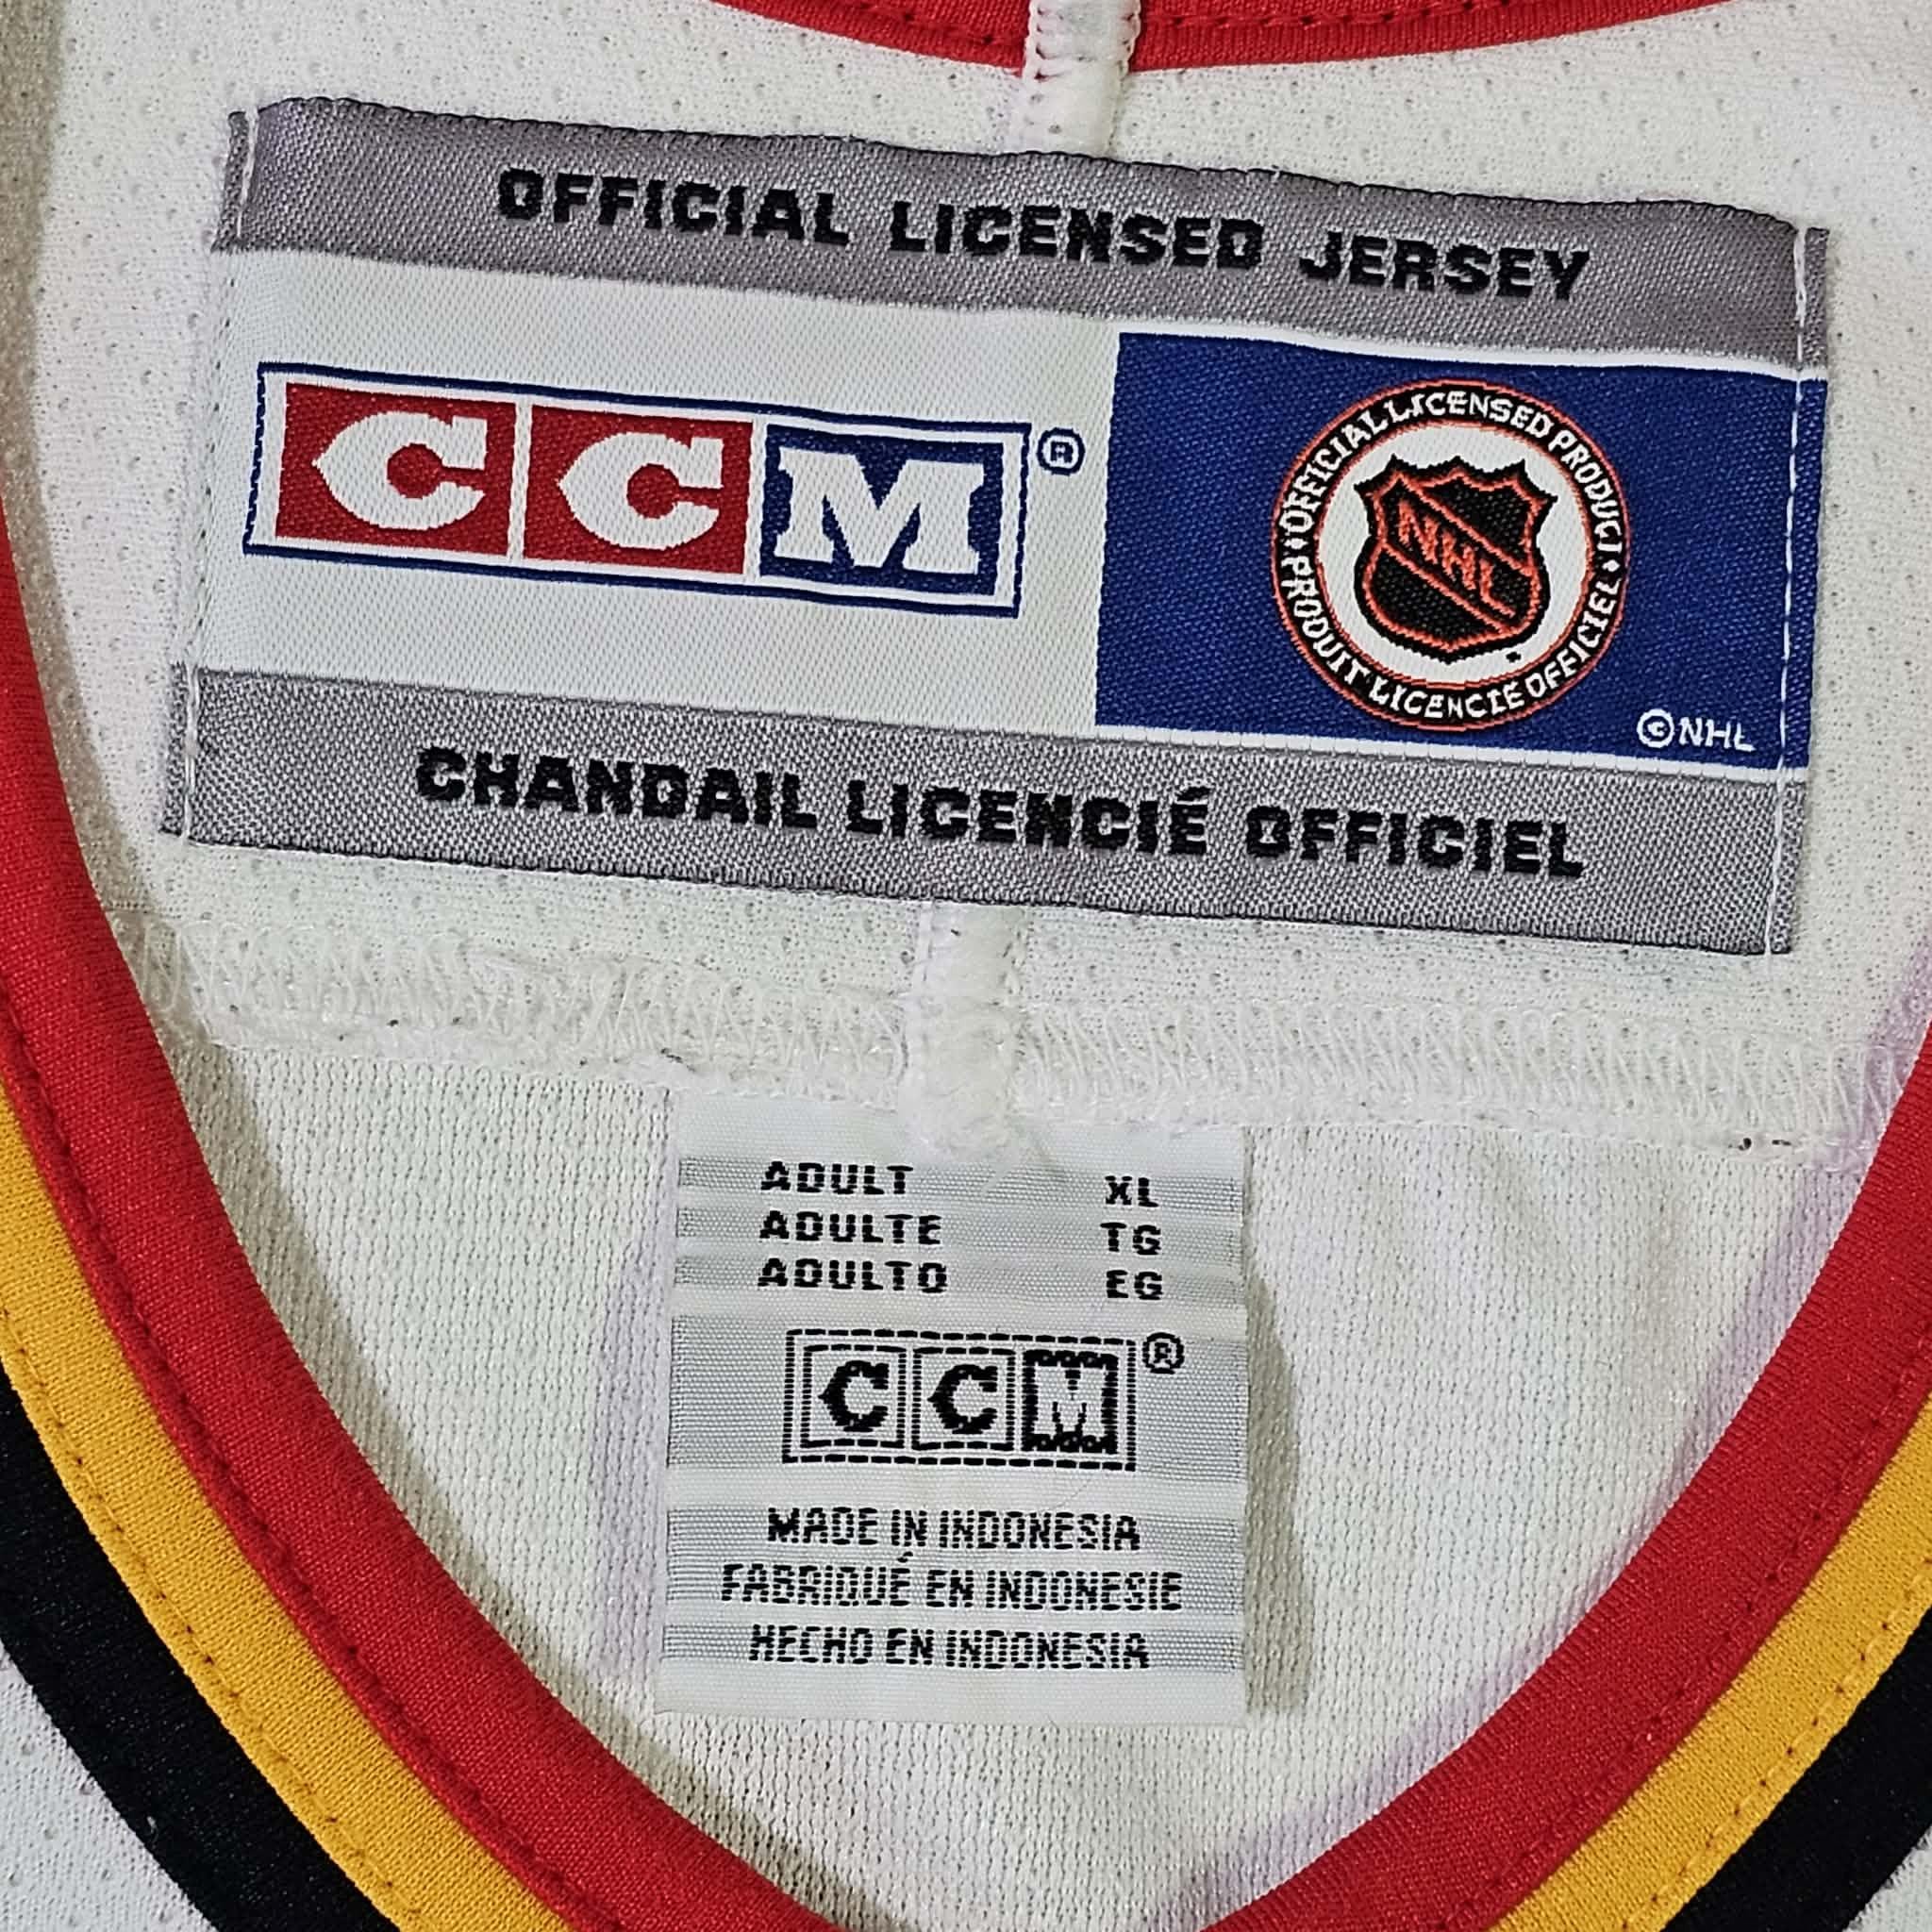 OFFICIAL LICENSED JERSEY
CCM®
•OFFICIAL LICENSED PRODUCT•
NHL
PRODUIT LICENCIÉ OFFICIEL
©NHL
CHANDAIL LICENCIÉ OFFICIEL
ADULT XL
ADULTE TG
ADULTO EG
CCM®
MADE IN INDONESIA
FABRIQUÉ EN INDONESIE
HECHO EN INDONESIA